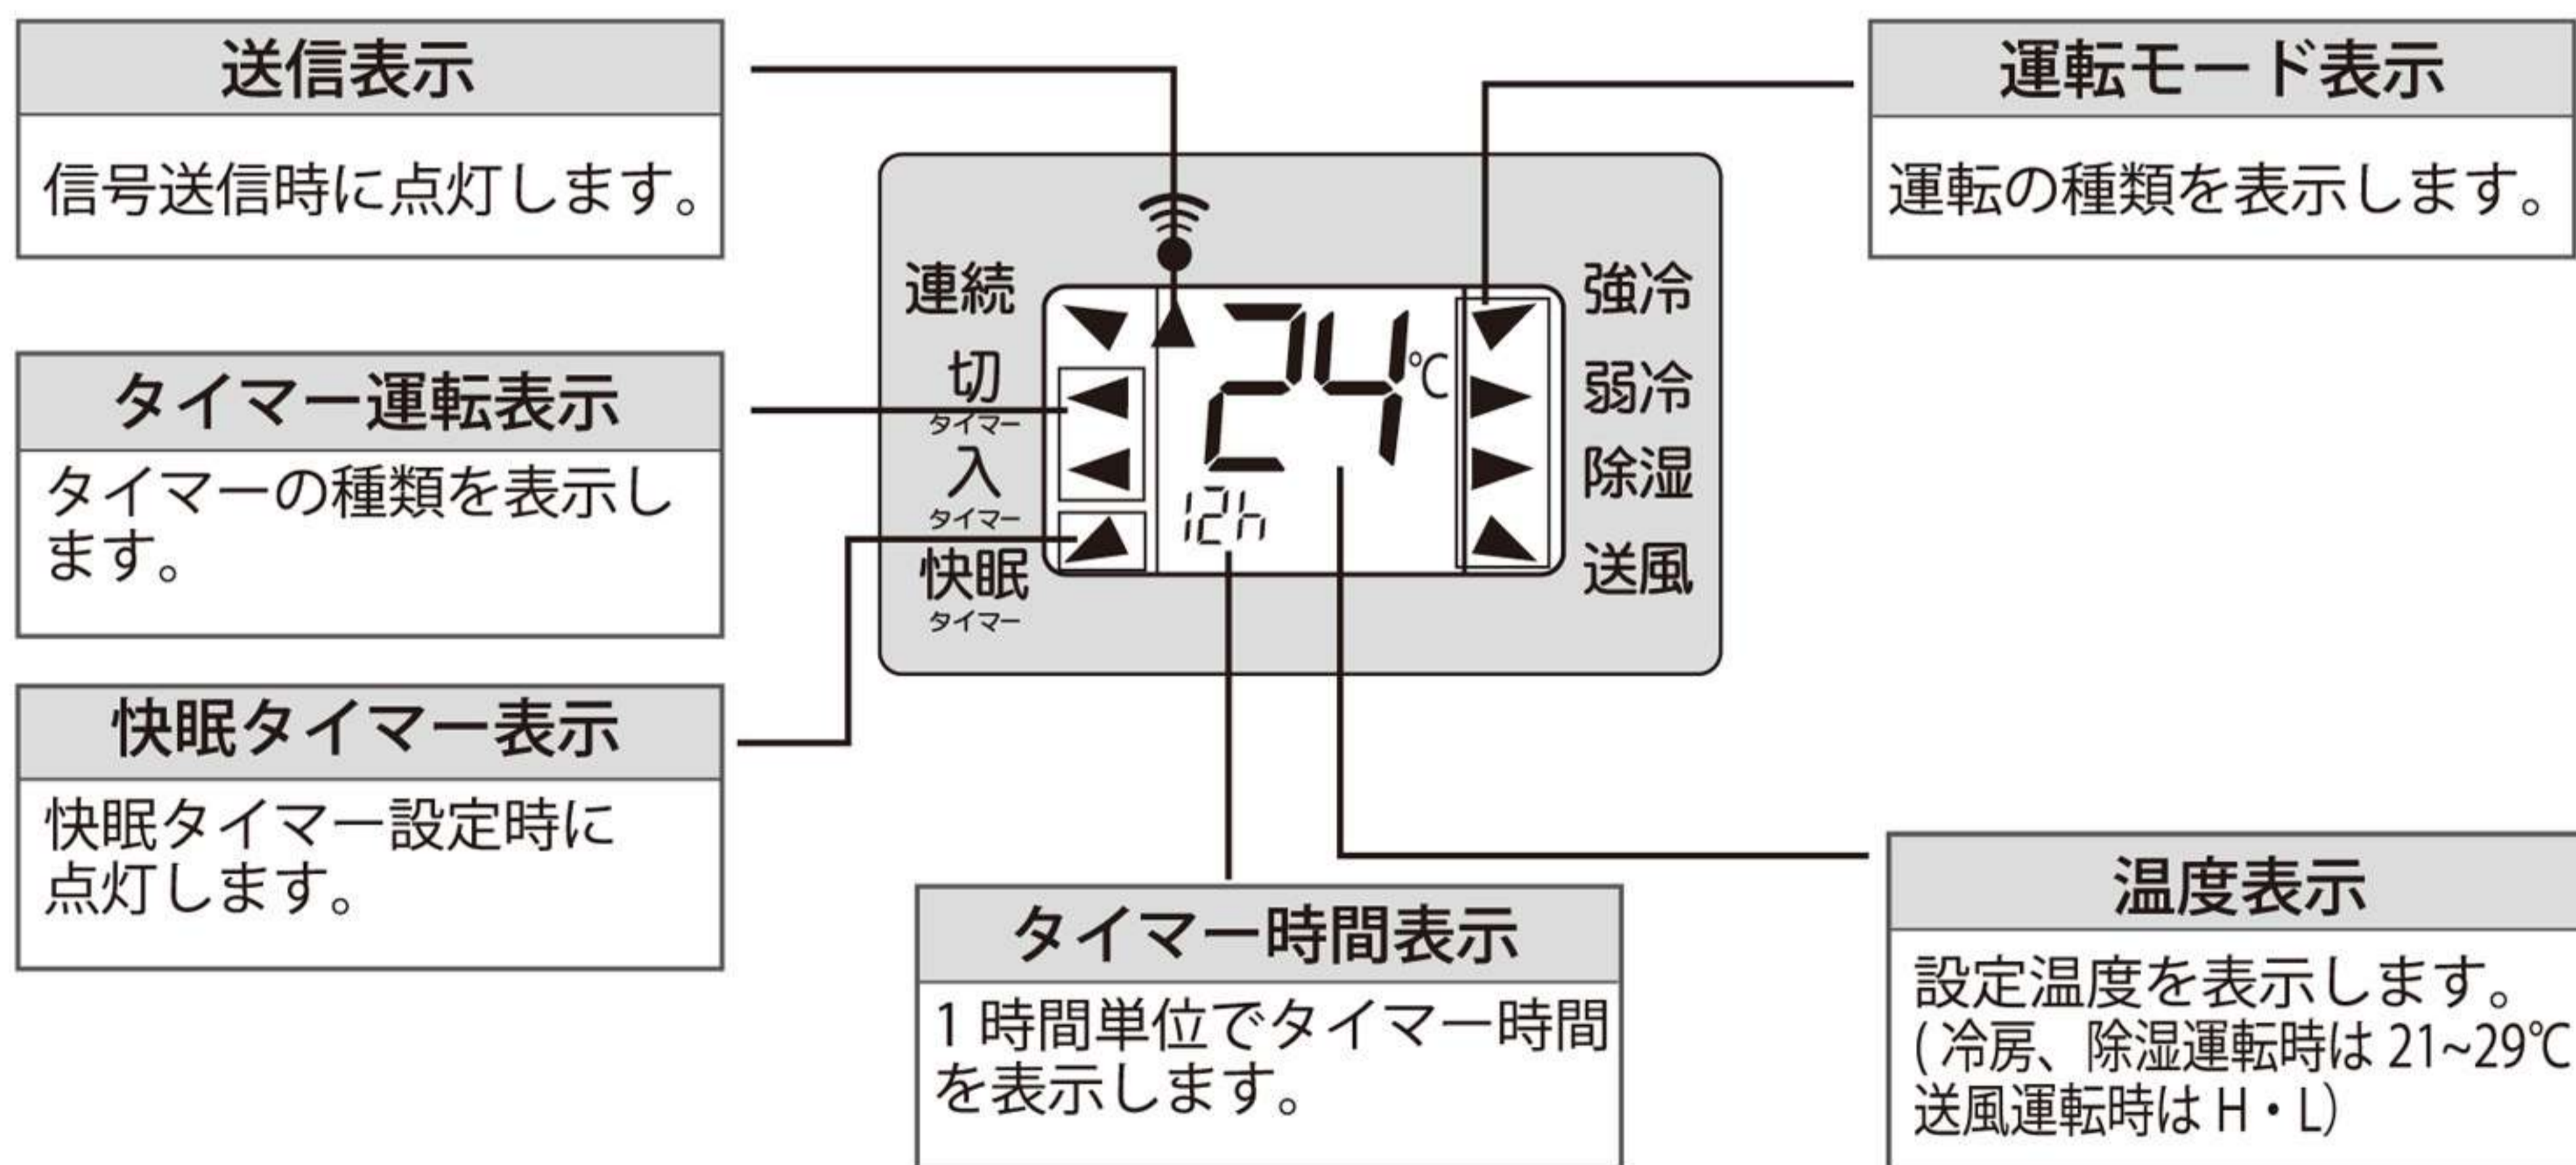 送信表示
信号送信時に点灯します。
運転モード表示
運転の種類を表示します。
タイマー運転表示
タイマーの種類を表示し
ます。
快眠タイマー表示
快眠タイマー設定時に
点灯します。
連続
切
タイマー
入
タイマー
快眠
タイマー
24℃
12h
強冷
弱冷
除湿
送風
タイマー時間表示
1 時間単位でタイマー時間
を表示します。
温度表示
設定温度を表示します。
( 冷房、除湿運転時は 21~29℃
送風運転時は H・L）